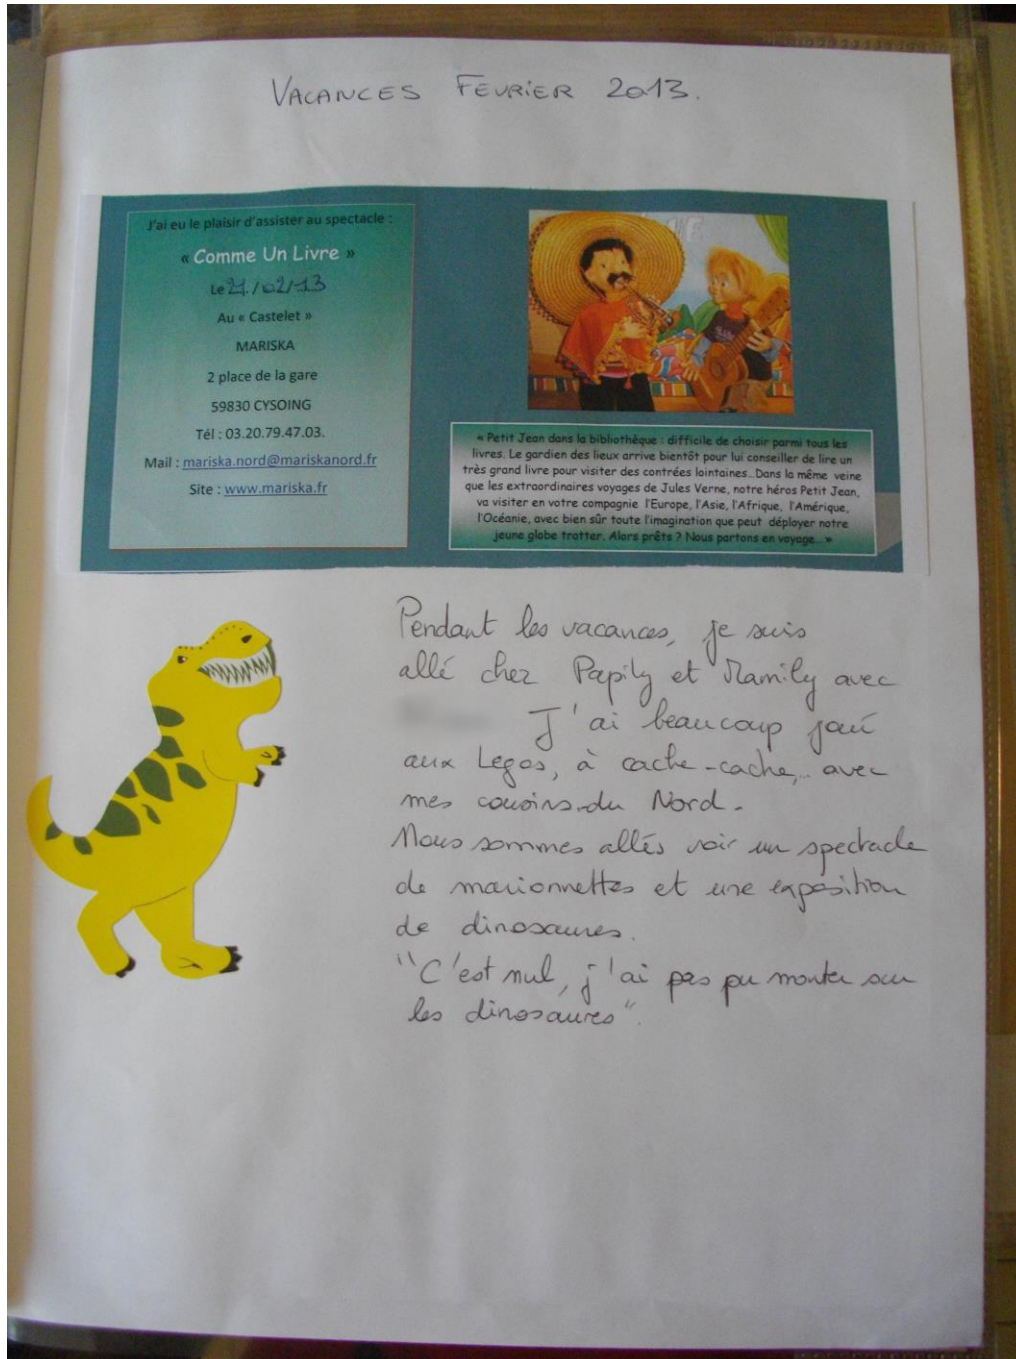 VACANCES FEVRIER 2013.
J'ai eu le plaisir d'assister au spectacle :
« Comme Un Livre »
Le 21/02/13
Au « Castelet »
MARISKA
2 place de la gare
59830 CYSOING
Tél : 03.20.79.47.03.
Mail : mariska.nord@mariskanord.fr
Site : www.mariska.fr
« Petit Jean dans la bibliothéque : difficile de choisir parmi tous les
livres. Le gardien des lieux arrive bientôt pour lui conseiller de lire un
très grand livre pour visiter des contrées lointaines...Dans la même veine
que les extraordinaires voyages de Jules Verne, notre héros Petit Jean,
va visiter en votre compagnie l'Europe, l'Asie, l'Afrique, l'Amérique,
l'Océanie, avec bien sûr toute l'imagination que peut déployer notre
jeune globe trotter. Alors prêts ? Nous partons en voyage... »
Pendant les vacances, je suis
allé chez Papily et Mamily avec
J'ai beaucoup joué
aux Legos, à cache-cache,... avec
mes cousins du Nord.
Nous sommes allés voir un spectacle
de marionnettes et une exposition
de dinosaures.
"C'est nul, j'ai pas pu monter sur
les dinosaures".